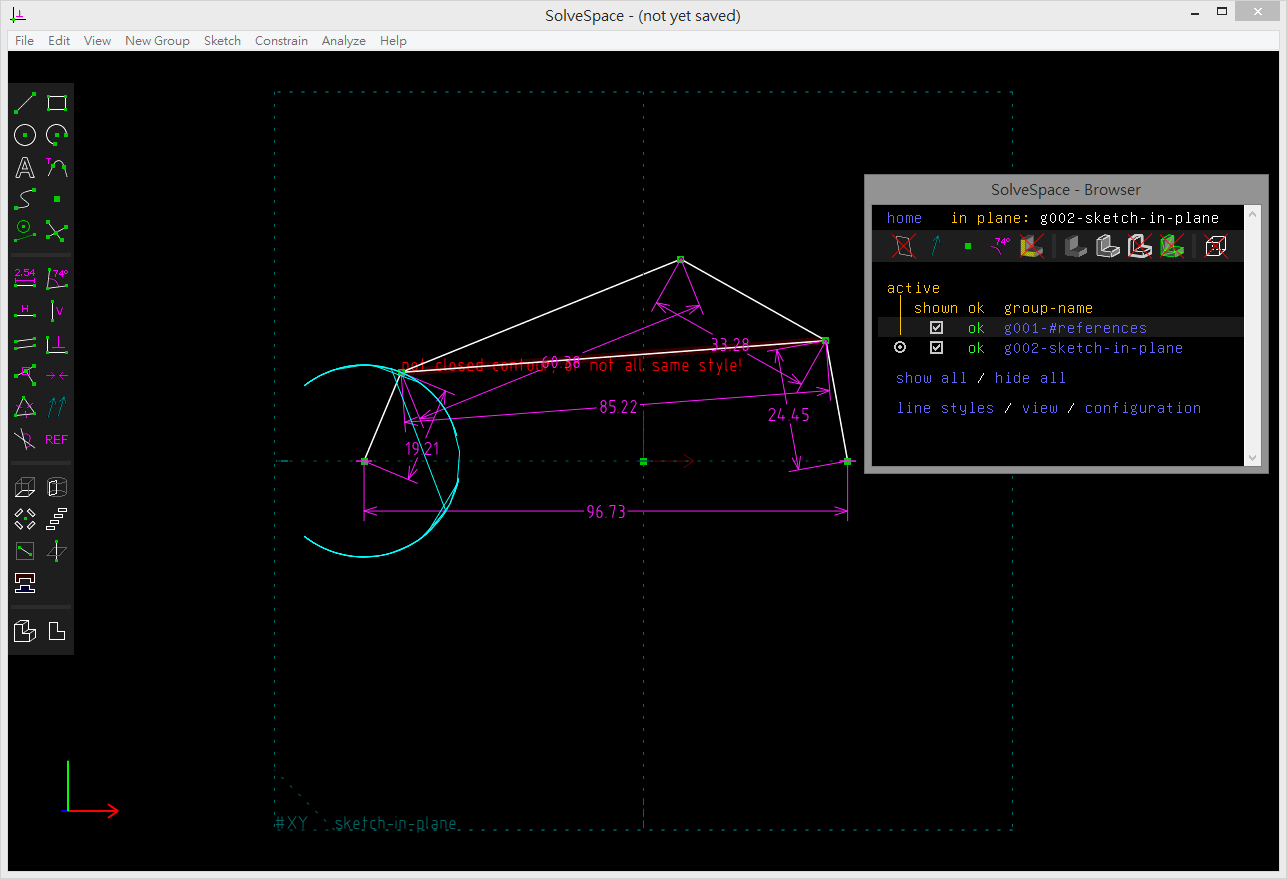 SolveSpace - (not yet saved)
File Edit View New Group Sketch Constrain Analyze Help
A T
2.54 74°
H V
REF
SolveSpace - Browser
home in plane: g002-sketch-in-plane
74°
active
shown ok group-name
ok g001-#references
ok g002-sketch-in-plane
show all / hide all
line styles / view / configuration
33.28
60.38
not closed contour, or not all same style!
85.22
24.45
19.21
96.73
#XY sketch-in-plane